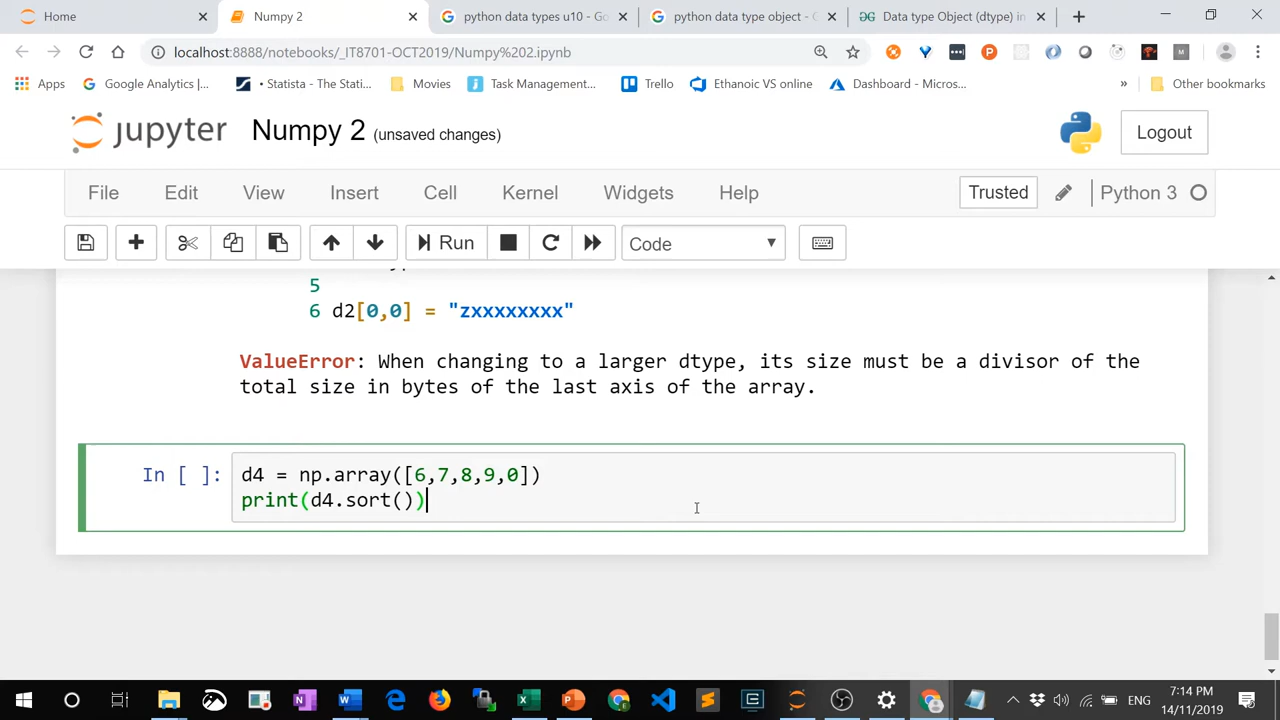 Home
Numpy 2
python data types u10 - Go
python data type object - G
Data type Object (dtype) in
localhost:8888/notebooks/_IT8701-OCT2019/Numpy%202.ipynb
Apps
Google Analytics |...
• Statista - The Stati...
Movies
Task Management...
Trello
Ethanoic VS online
Dashboard - Micros...
»
Other bookmarks
jupyter Numpy 2 (unsaved changes)
Logout
File Edit View Insert Cell Kernel Widgets Help
Trusted
Python 3
Run
Code
5
6 d2[0,0] = "zxxxxxxxx"
ValueError: When changing to a larger dtype, its size must be a divisor of the
total size in bytes of the last axis of the array.
In [ ]: d4 = np.array([6,7,8,9,0])
print(d4.sort())
ENG
7:14 PM
14/11/2019